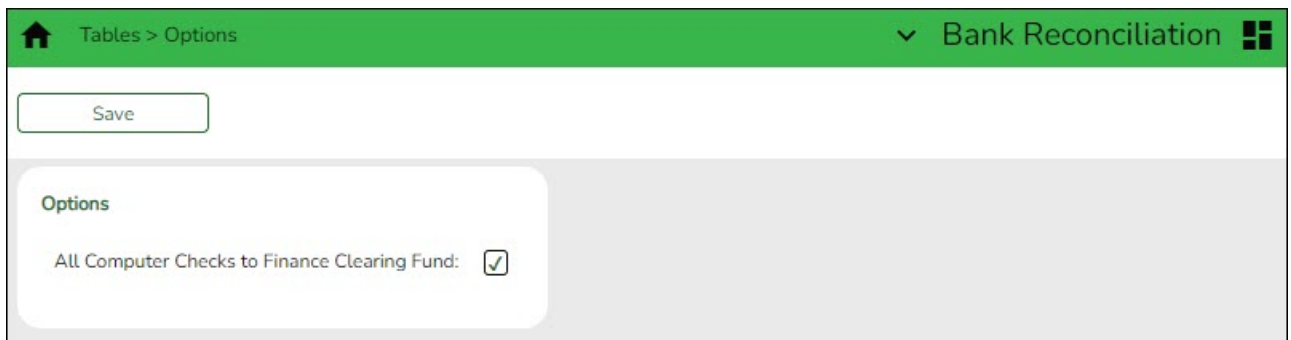 Tables > Options
Bank Reconciliation
Save
Options
All Computer Checks to Finance Clearing Fund: